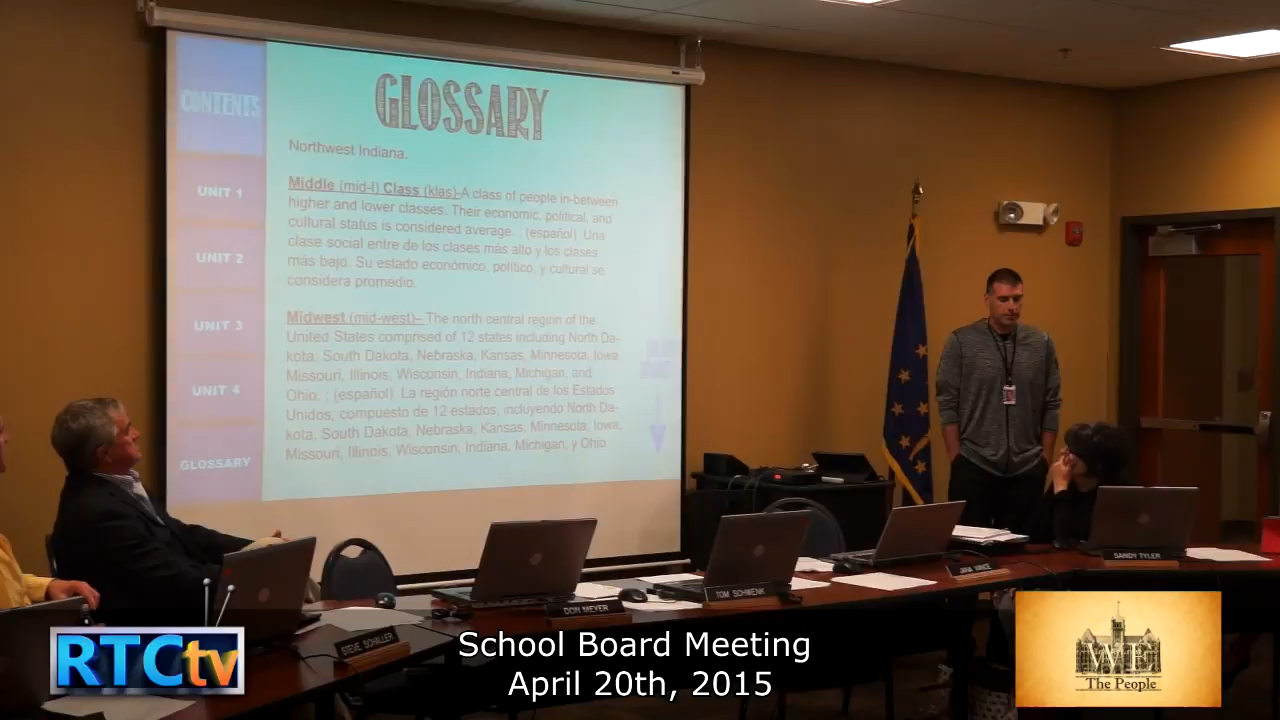 CONTENTS
UNIT 1
UNIT 2
UNIT 3
UNIT 4
GLOSSARY
GLOSSARY
Northwest Indiana.
Middle (mid-l) Class (klas)-A class of people in-between
higher and lower classes. Their economic, political, and
cultural status is considered average. ; (español) Una
clase social entre de los clases más alto y los clases
mas bajo. Su estado económico, político, y cultural se
considera promedio.
Midwest (mid-west)– The north central region of the
United States comprised of 12 states including North Da-
kota, South Dakota, Nebraska, Kansas, Minnesota, Iowa,
Missouri, Illinois, Wisconsin, Indiana, Michigan, and
Ohio. ; (español) La región norte central de los Estados
Unidos, compuesto de 12 estados, incluyendo North Da-
kota, South Dakota, Nebraska, Kansas, Minnesota, Iowa,
Missouri, Illinois, Wisconsin, Indiana, Michigan, y Ohio
STEVE SCHILLER
DON MEYER
TOM SCHWENK
JANA VANCE
SANDY TYLER
RTCtv
School Board Meeting
April 20th, 2015
WE
The People